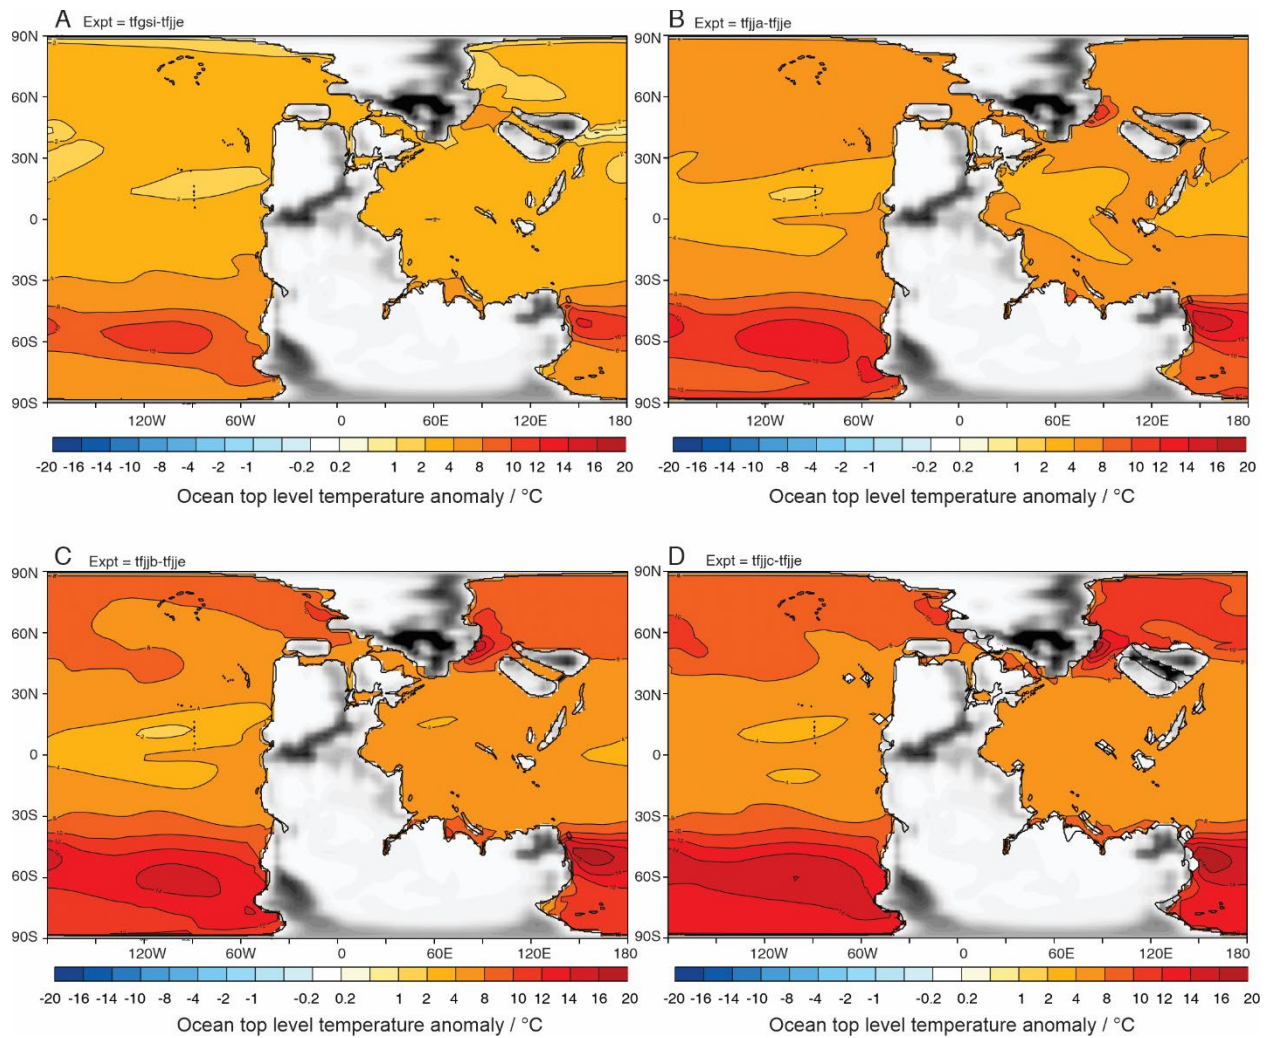 A Expt = tfgsi-tfjje
90N
60N
30N
0
30S
60S
90S
120W 60W 0 60E 120E 180
-20 -16 -14 -10 -8 -4 -2 -1 -0.2 0.2 1 2 4 8 10 12 14 16 20
Ocean top level temperature anomaly / °C
B Expt = tfjja-tfjje
90N
60N
30N
0
30S
60S
90S
120W 60W 0 60E 120E 180
-20 -16 -14 -10 -8 -4 -2 -1 -0.2 0.2 1 2 4 8 10 12 14 16 20
Ocean top level temperature anomaly / °C
C Expt = tfjjb-tfjje
90N
60N
30N
0
30S
60S
90S
120W 60W 0 60E 120E 180
-20 -16 -14 -10 -8 -4 -2 -1 -0.2 0.2 1 2 4 8 10 12 14 16 20
Ocean top level temperature anomaly / °C
D Expt = tfjjc-tfjje
90N
60N
30N
0
30S
60S
90S
120W 60W 0 60E 120E 180
-20 -16 -14 -10 -8 -4 -2 -1 -0.2 0.2 1 2 4 8 10 12 14 16 20
Ocean top level temperature anomaly / °C